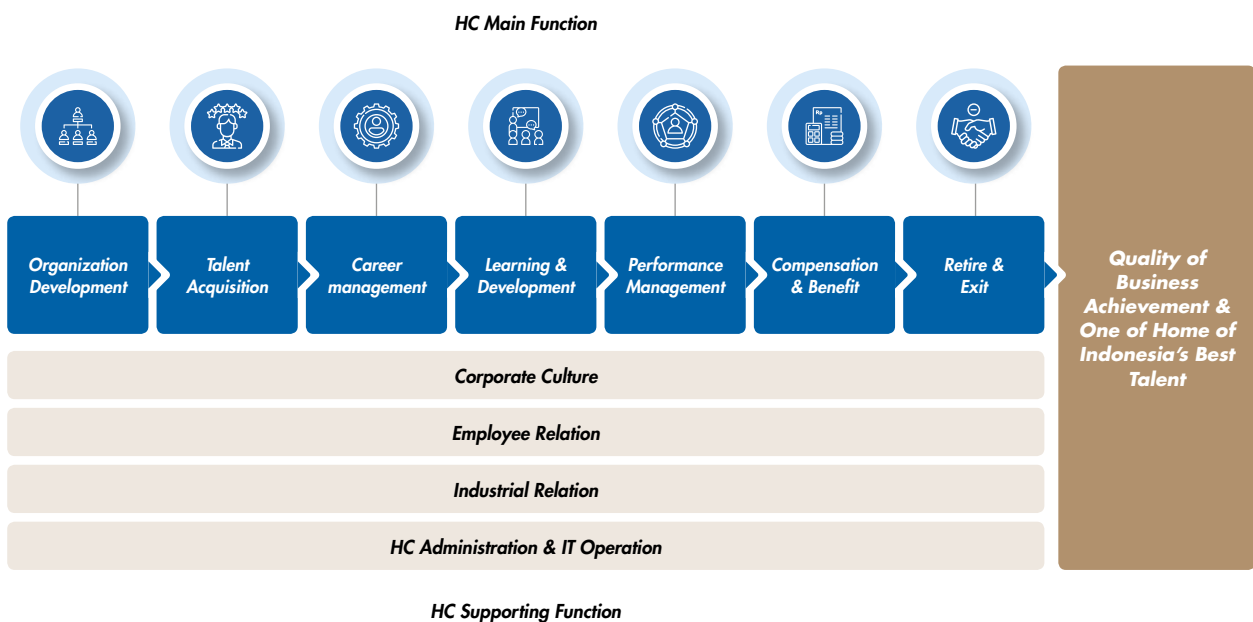 HC Main Function
Rp
Organization
Development
Talent
Acquisition
Career
management
Learning &
Development
Performance
Management
Compensation
& Benefit
Retire &
Exit
Quality of
Business
Achievement &
One of Home of
Indonesia's Best
Talent
Corporate Culture
Employee Relation
Industrial Relation
HC Administration & IT Operation
HC Supporting Function